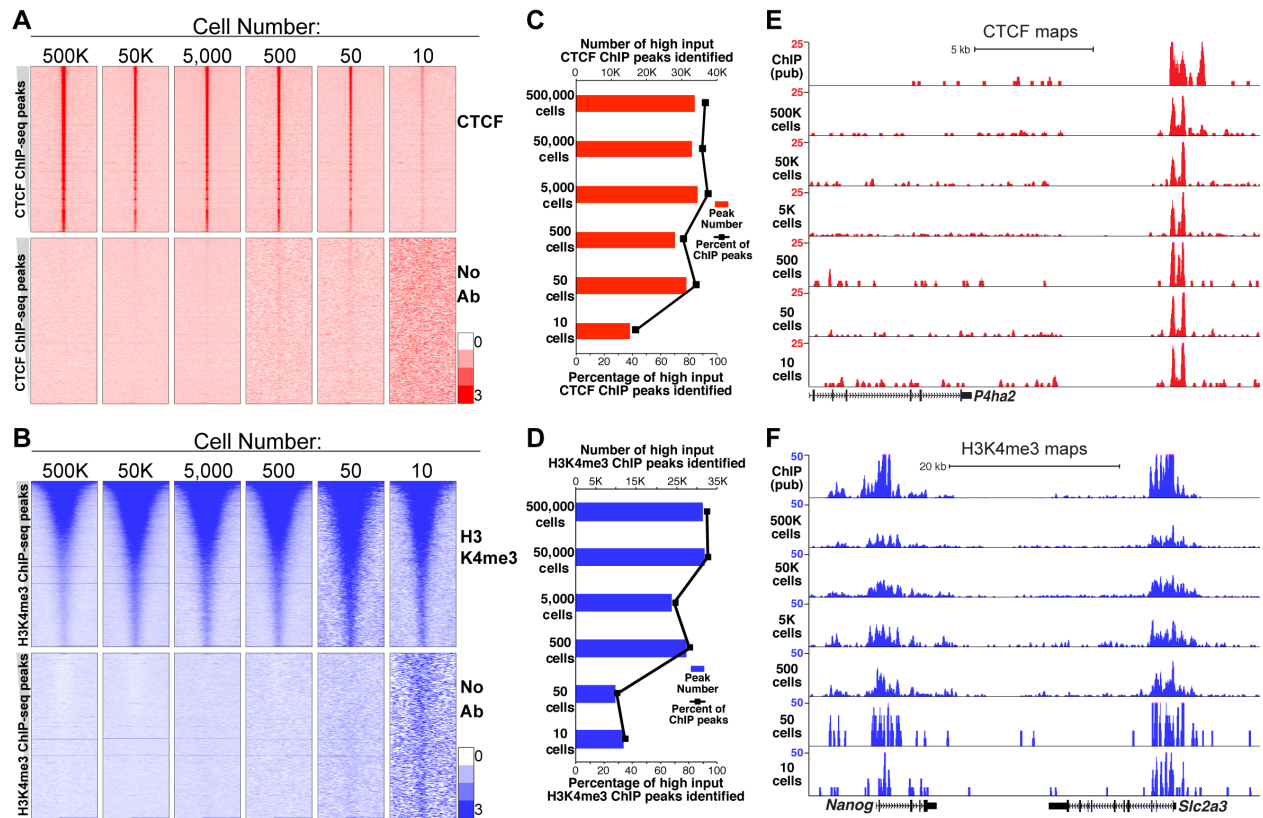 A
Cell Number:
500K 50K 5,000 500 50 10
CTCF ChIP-seq peaks
CTCF
CTCF ChIP-seq peaks
No
Ab
0
3
B
Cell Number:
500K 50K 5,000 500 50 10
H3K4me3 ChIP-seq peaks
H3
K4me3
H3K4me3 ChIP-seq peaks
No
Ab
0
3
C
Number of high input
CTCF ChIP peaks identified
0 10K 20K 30K 40K
500,000
cells
50,000
cells
5,000
cells
500
cells
50
cells
10
cells
Peak
Number
Percent of
ChIP peaks
0 20 40 60 80 100
Percentage of high input
CTCF ChIP peaks identified
D
Number of high input
H3K4me3 ChIP peaks identified
0 5K 15K 25K 35K
500,000
cells
50,000
cells
5,000
cells
500
cells
50
cells
10
cells
Peak
Number
Percent of
ChIP peaks
0 20 40 60 80 100
Percentage of high input
H3K4me3 ChIP peaks identified
E
CTCF maps
5 kb
25
ChIP
(pub)
25
500K
cells
25
50K
cells
25
5K
cells
25
500
cells
25
50
cells
25
10
cells
P4ha2
F
H3K4me3 maps
20 kb
50
ChIP
(pub)
50
500K
cells
50
50K
cells
50
5K
cells
50
500
cells
50
50
cells
50
10
cells
Nanog
Slc2a3